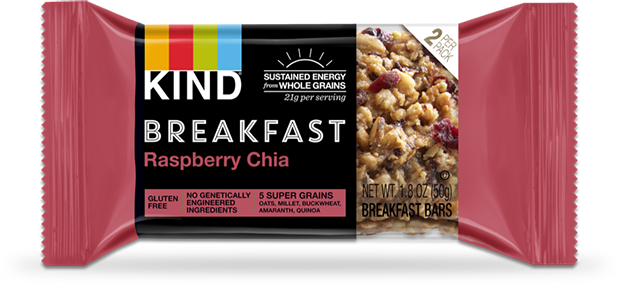 KIND
SUSTAINED ENERGY
from WHOLE GRAINS
21g per serving
2 PER
PACK
BREAKFAST
Raspberry Chia
GLUTEN
FREE
NO GENETICALLY
ENGINEERED
INGREDIENTS
5 SUPER GRAINS
OATS, MILLET, BUCKWHEAT,
AMARANTH, QUINOA
NET WT. 1.8 OZ (50g)
BREAKFAST BARS